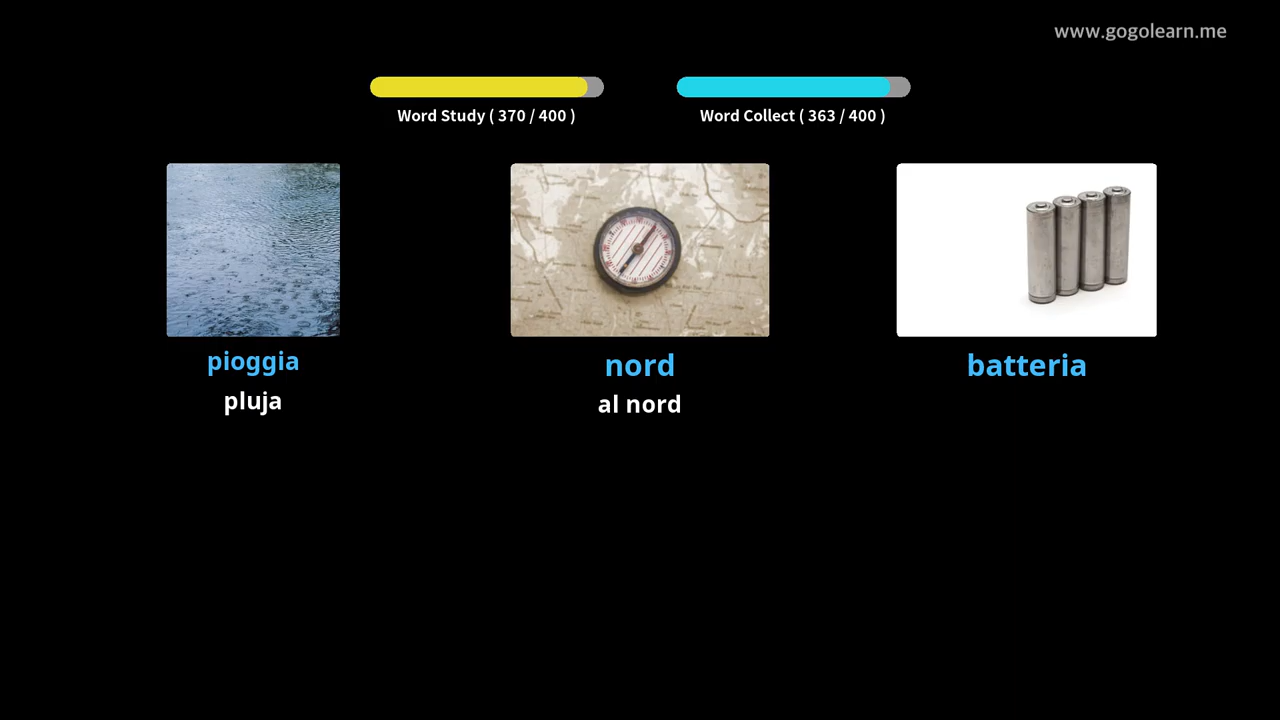 www.gogolearn.me
Word Study ( 370 / 400 )
Word Collect ( 363 / 400 )
pioggia
pluja
nord
al nord
batteria